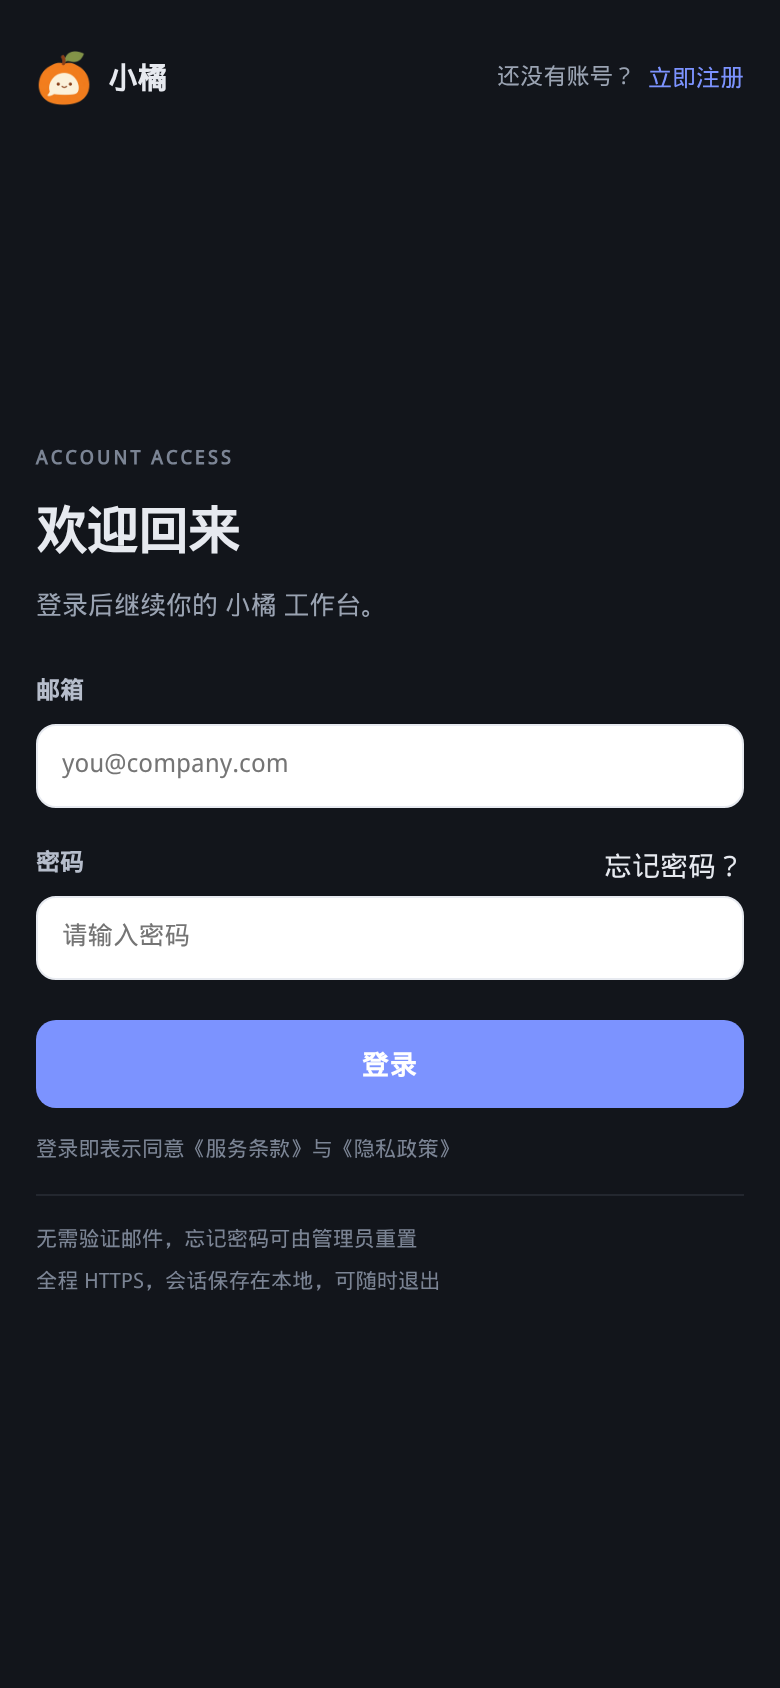 小橘
还没有账号？ 立即注册
ACCOUNT ACCESS
欢迎回来
登录后继续你的 小橘 工作台。
邮箱
you@company.com
密码 忘记密码？
请输入密码
登录
登录即表示同意《服务条款》与《隐私政策》
无需验证邮件，忘记密码可由管理员重置
全程 HTTPS，会话保存在本地，可随时退出